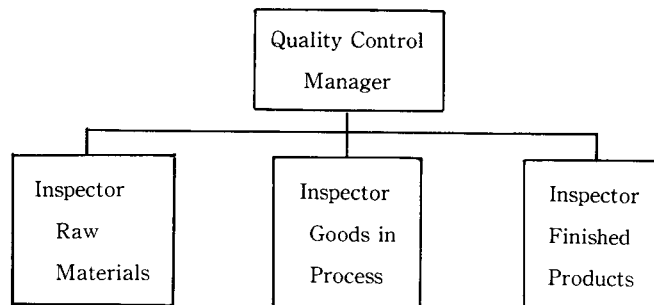 Quality Control
Manager
Inspector
Raw
Materials
Inspector
Goods in
Process
Inspector
Finished
Products